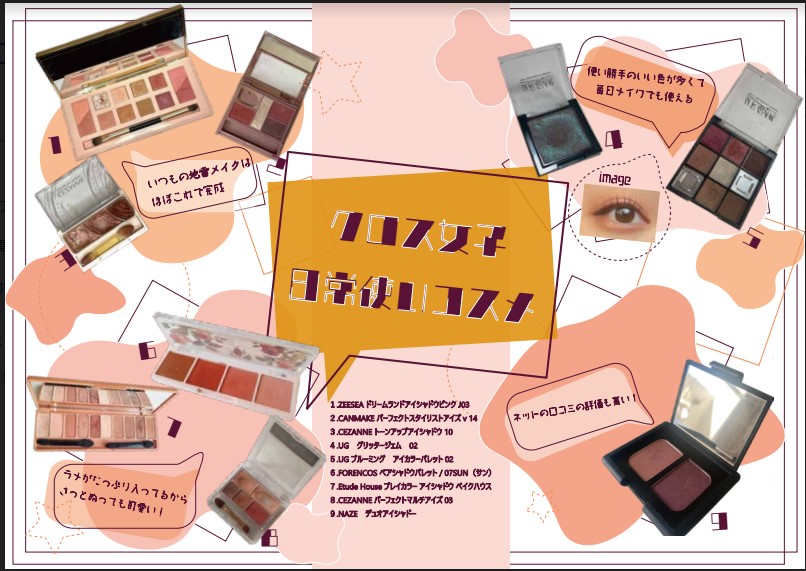 いつもの地雷メイクは
ほぼこれで完成
使い勝手のいい色が多くて
毎日メイクでも使える
image
クロス女子
日常使いコスメ
1.ZEESEA ドリームランドアイシャドウピンク J03
2.CANMAKE パーフェクトスタイリストアイズ v 14
3.CEZANNE トーンアップアイシャドウ 10
4.UG グリッタージェム 02
5.UG ブルーミング アイカラーパレット 02
6.FORENCOS ベアシャドウパレット / 07SUN (サン)
7.Etude House プレイカラー アイシャドウ ベイクハウス
8.CEZANNE パーフェクトマルチアイズ 03
9.NAZE デュオアイシャドー
ラメがたっぷり入ってるから
さっとぬっても可愛い!
ネットの口コミの評価も高い!
1
2
3
4
5
6
7
8
9